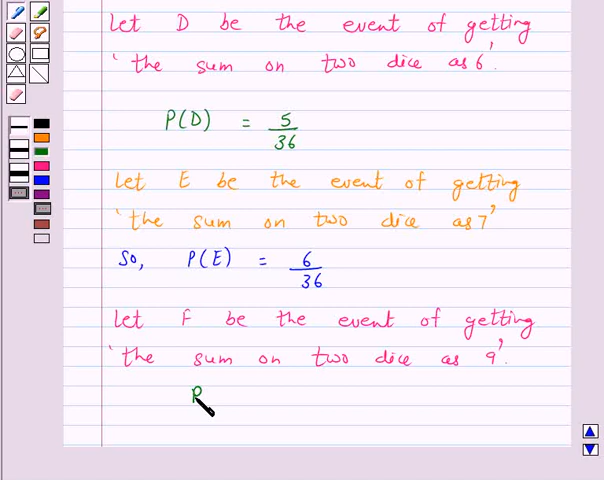 Let D be the event of getting
'the sum on two dice as 6'
P(D) = 5/36
Let E be the event of getting
'the sum on two dice as 7'
So, P(E) = 6/36
Let F be the event of getting
'the sum on two dice as 9'.
P